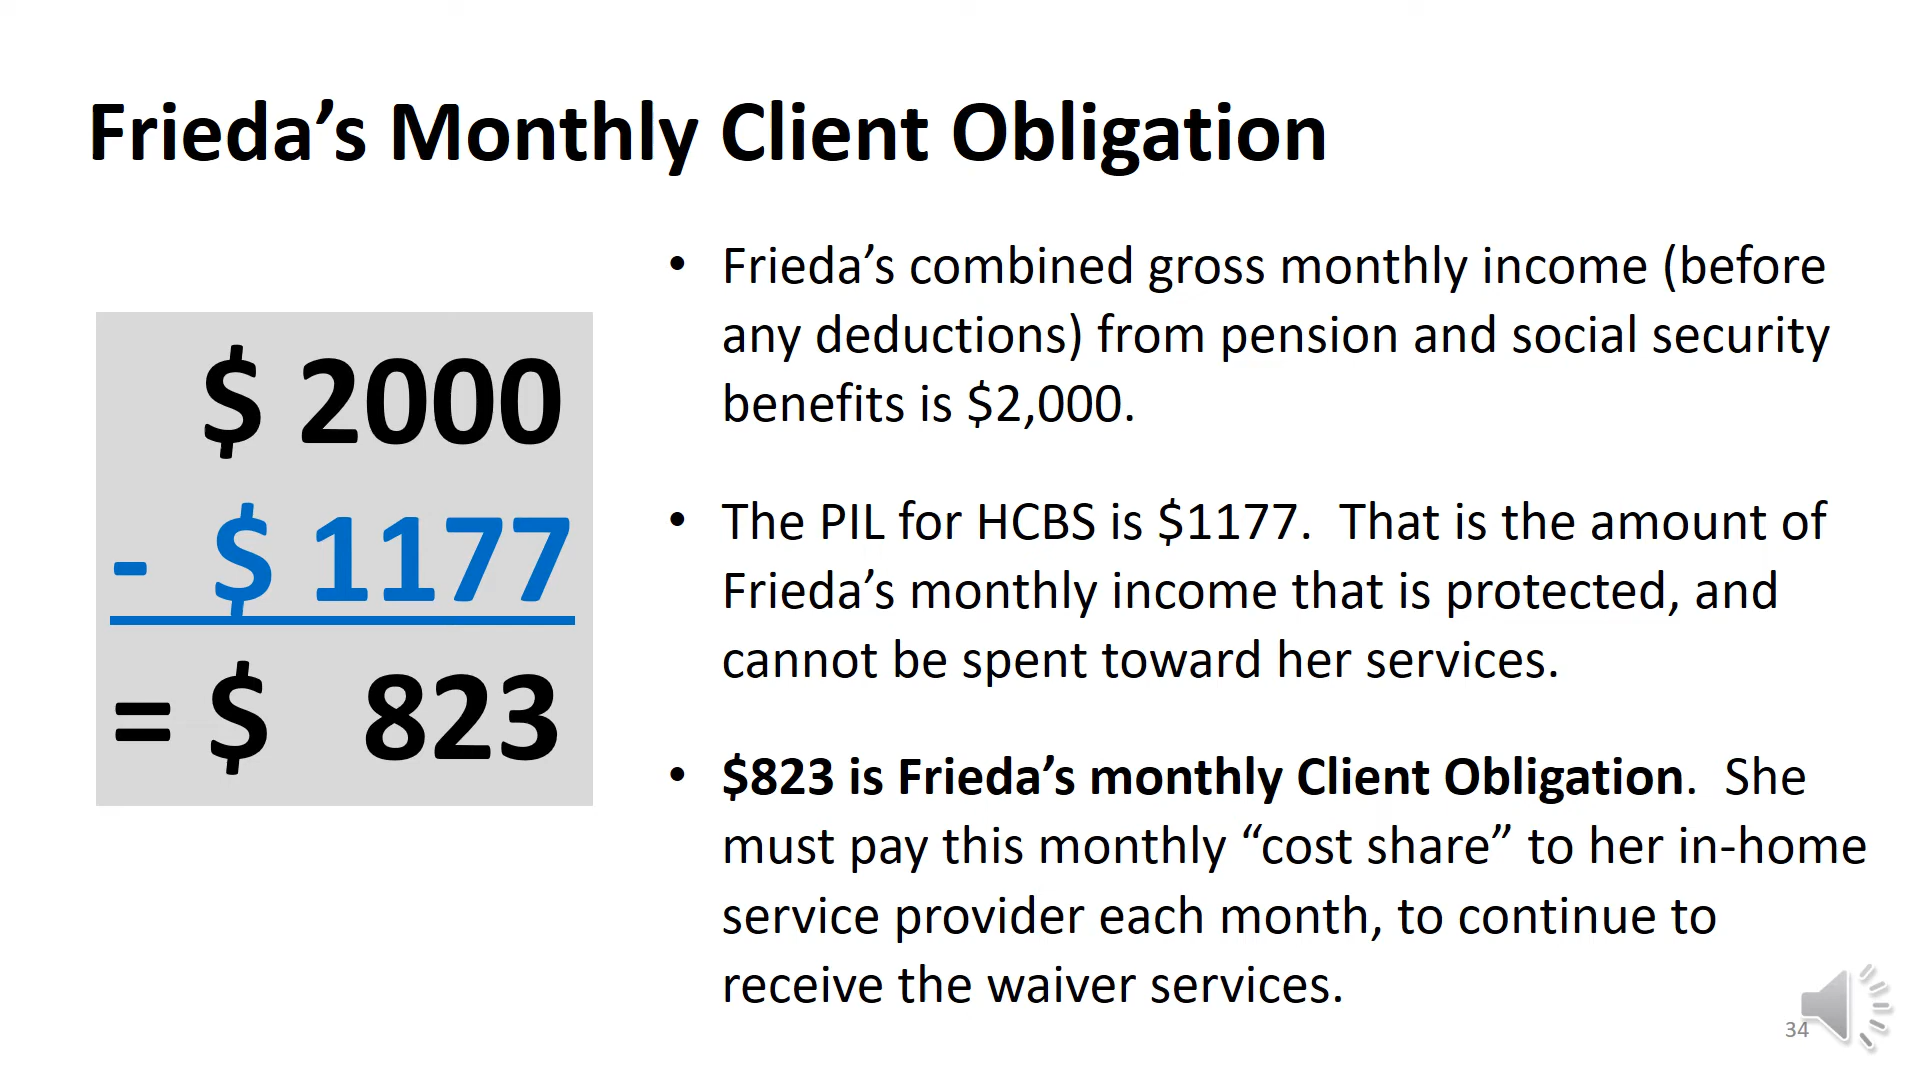 Frieda’s Monthly Client Obligation
$ 2000
- $ 1177
= $ 823
• Frieda’s combined gross monthly income (before
any deductions) from pension and social security
benefits is $2,000.
• The PIL for HCBS is $1177.  That is the amount of
Frieda’s monthly income that is protected, and
cannot be spent toward her services.
• $823 is Frieda’s monthly Client Obligation.  She
must pay this monthly “cost share” to her in-home
service provider each month, to continue to
receive the waiver services.
34